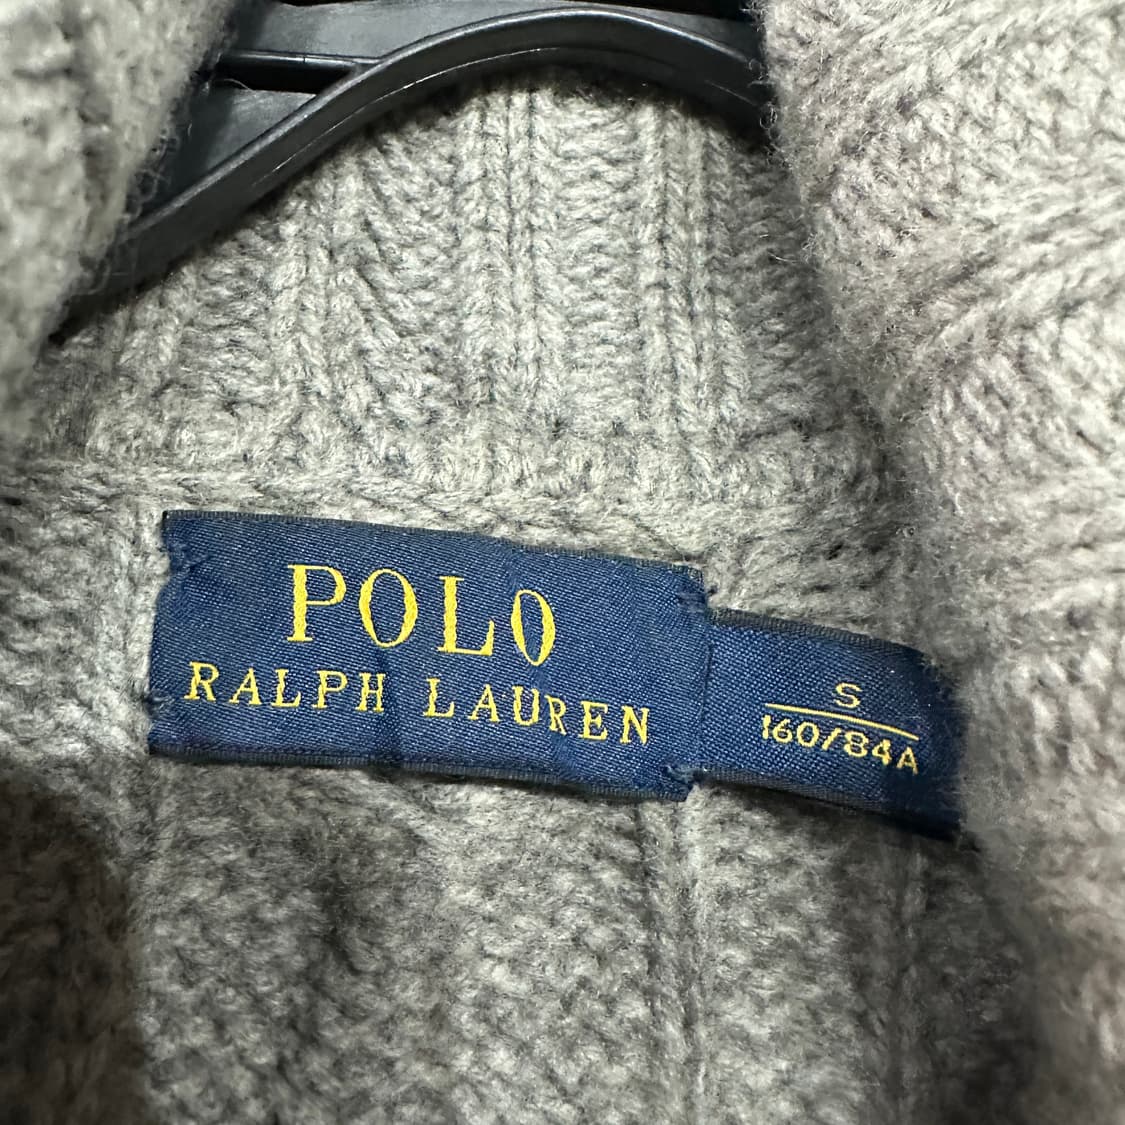 POLO
RALPH LAUREN
S
160/84A